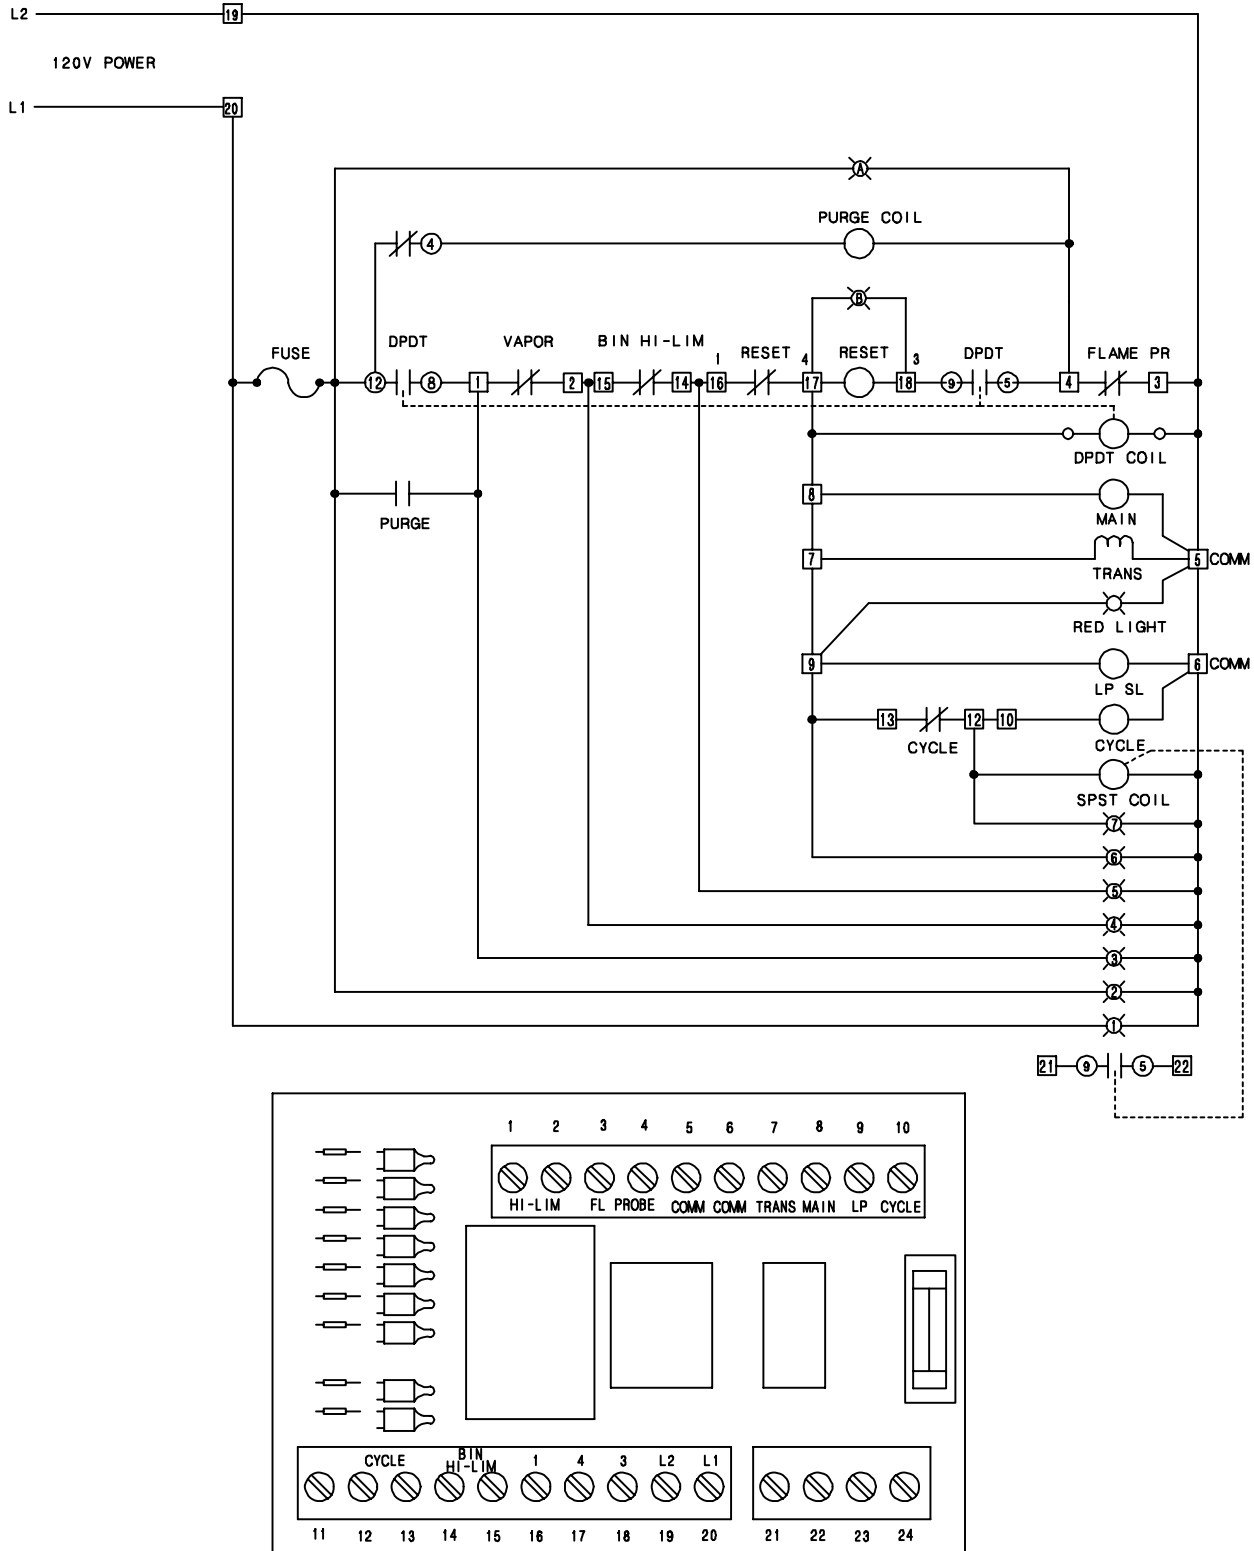 L2 19
120V POWER
L1 20
A
PURGE COIL
4
B
FUSE DPDT VAPOR BIN HI-LIM 1 RESET 4 RESET 3 DPDT FLAME PR
12 8 1 2 15 14 16 17 18 9 5 4 3
DPDT COIL
PURGE
8
MAIN
7 5 COMM
TRANS
RED LIGHT
9 6 COMM
LP SL
13 12 10
CYCLE CYCLE
SPST COIL
7
6
5
4
3
2
1
21 9 5 22
1 2 3 4 5 6 7 8 9 10
HI-LIM FL PROBE COMM COMM TRANS MAIN LP CYCLE
CYCLE BIN HI-LIM 1 4 3 L2 L1
11 12 13 14 15 16 17 18 19 20 21 22 23 24